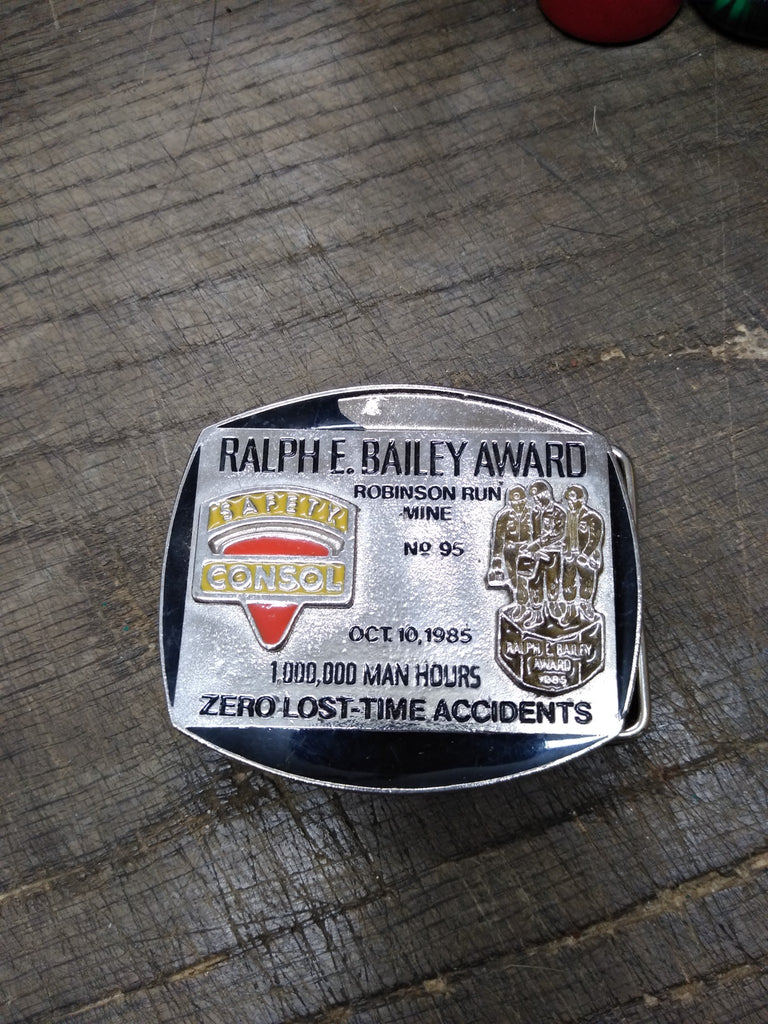 RALPH E. BAILEY AWARD
ROBINSON RUN
MINE
Nº 95
SAFETY
CONSOL
OCT. 10, 1985
1,000,000 MAN HOURS
ZERO LOST-TIME ACCIDENTS
RALPH E. BAILEY
AWARD
1985